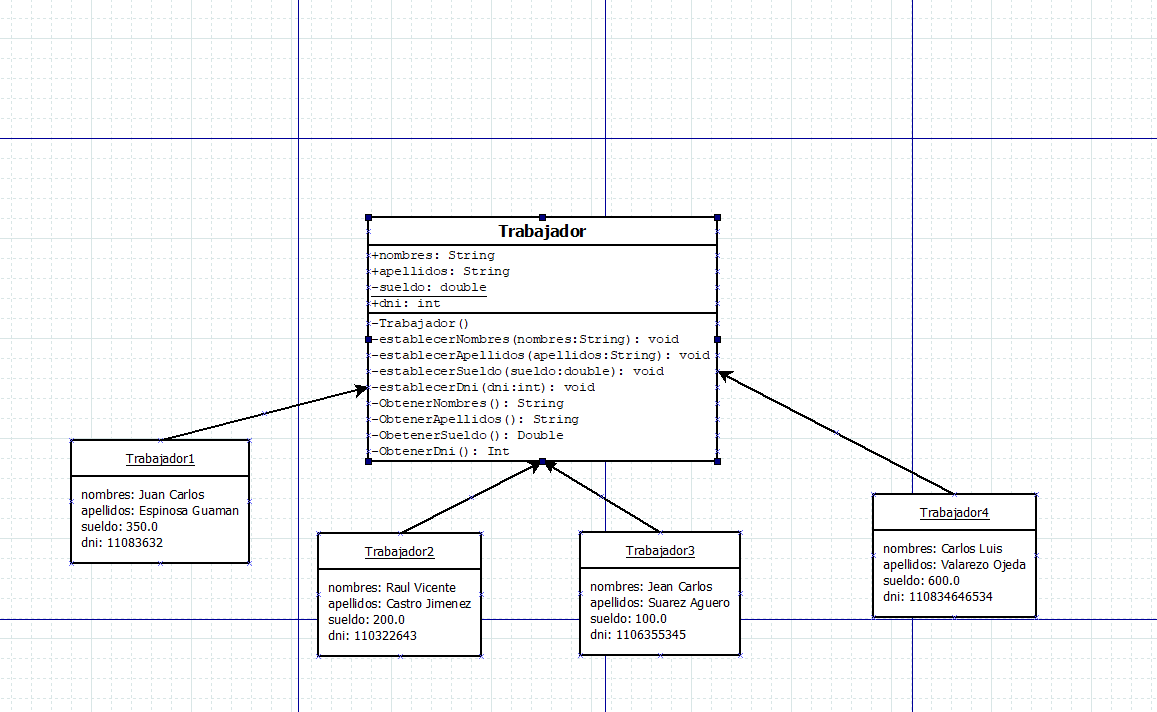 Trabajador
+nombres: String
+apellidos: String
-sueldo: double
+dni: int
-Trabajador()
-establecerNombres(nombres:String): void
-establecerApellidos(apellidos:String): void
-establecerSueldo(sueldo:double): void
-establecerDni(dni:int): void
-ObtenerNombres(): String
-ObtenerApellidos(): String
-ObetenerSueldo(): Double
-ObtenerDni(): Int
Trabajador1
nombres: Juan Carlos
apellidos: Espinosa Guaman
sueldo: 350.0
dni: 11083632
Trabajador2
nombres: Raul Vicente
apellidos: Castro Jimenez
sueldo: 200.0
dni: 110322643
Trabajador3
nombres: Jean Carlos
apellidos: Suarez Aguero
sueldo: 100.0
dni: 1106355345
Trabajador4
nombres: Carlos Luis
apellidos: Valarezo Ojeda
sueldo: 600.0
dni: 110834646534